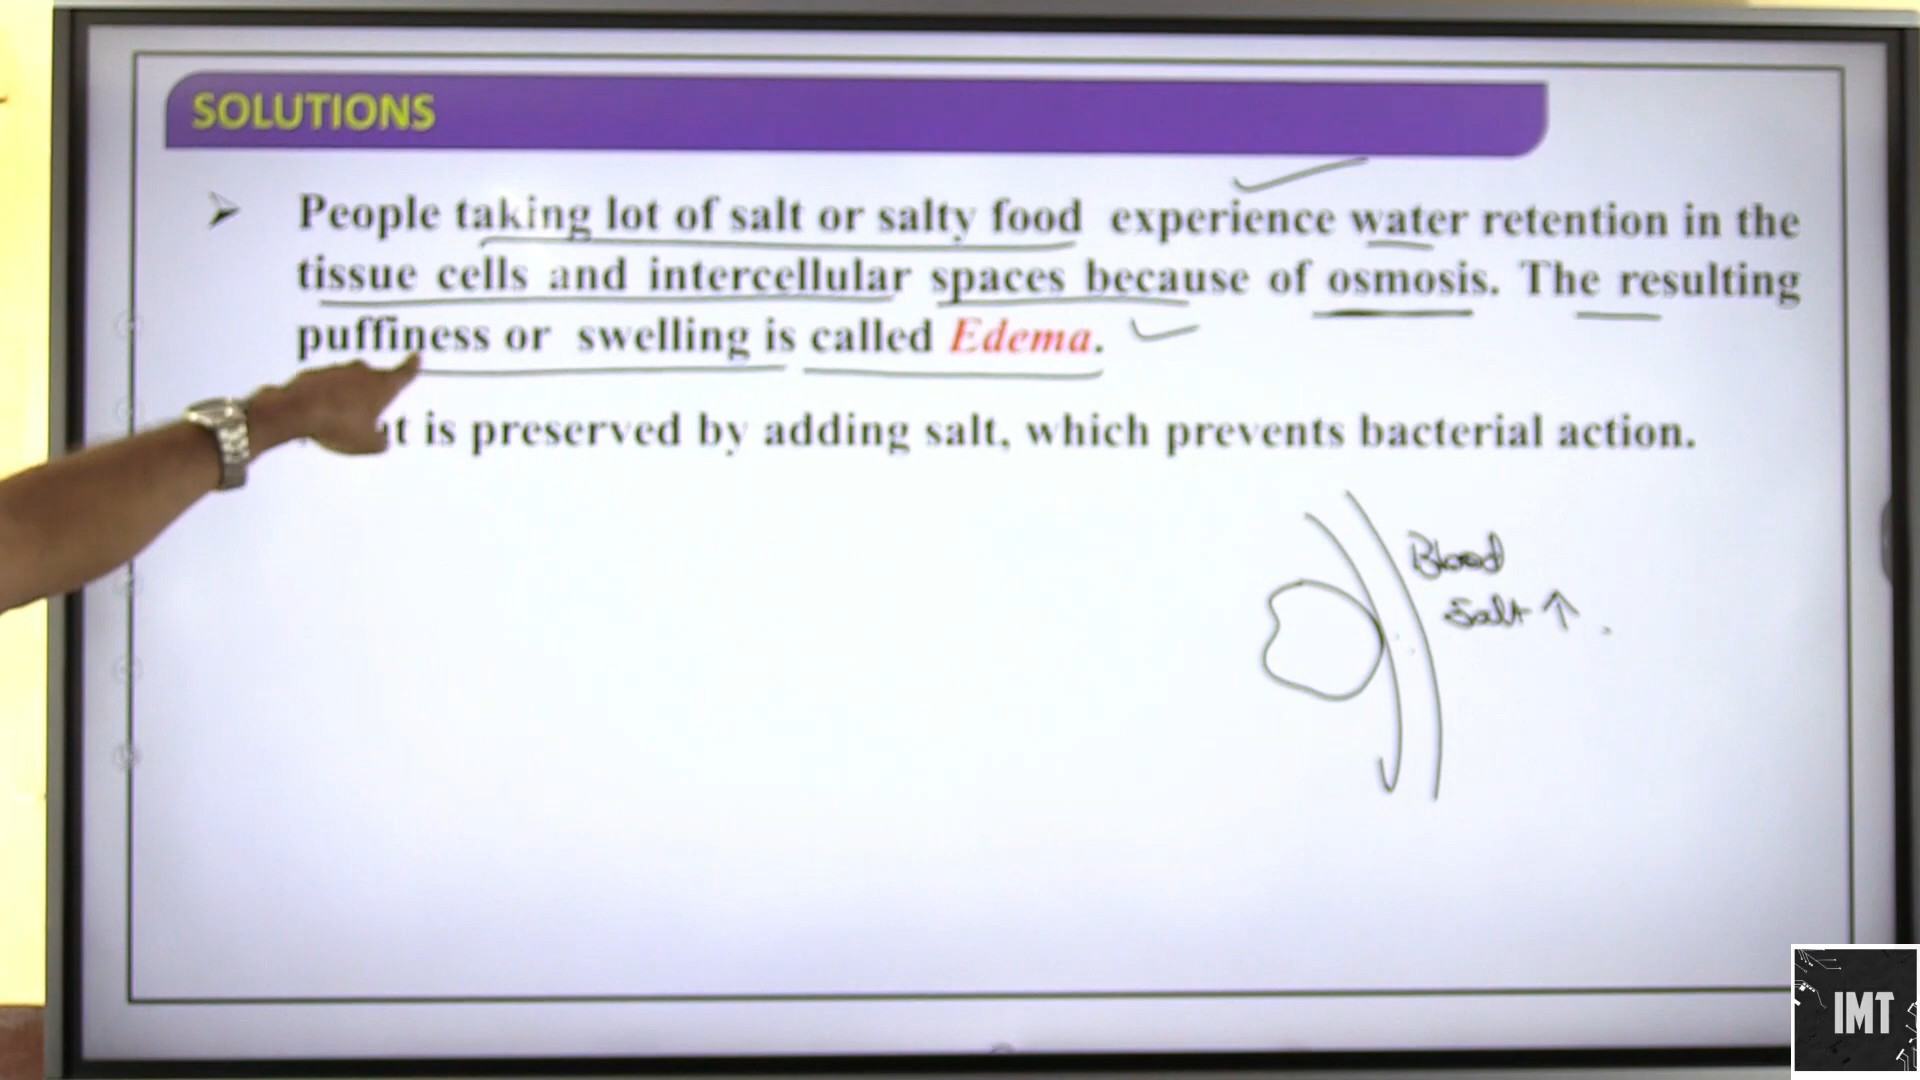 SOLUTIONS
People taking lot of salt or salty food experience water retention in the
tissue cells and intercellular spaces because of osmosis. The resulting
puffiness or swelling is called Edema.
is preserved by adding salt, which prevents bacterial action.
Blood
Salt ↑
IMT